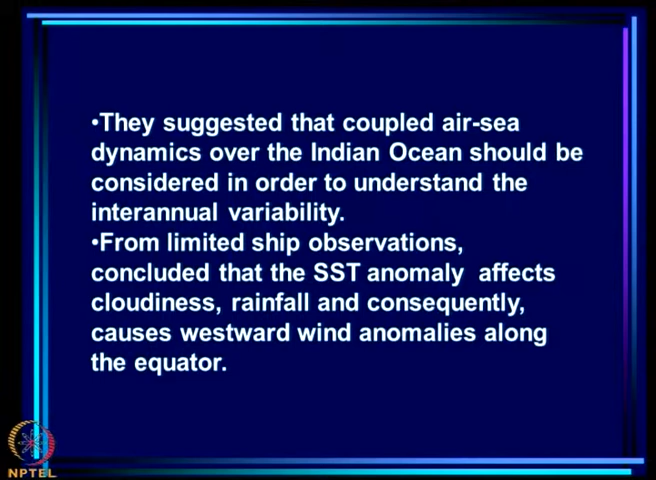 •They suggested that coupled air-sea
dynamics over the Indian Ocean should be
considered in order to understand the
interannual variability.
•From limited ship observations,
concluded that the SST anomaly affects
cloudiness, rainfall and consequently,
causes westward wind anomalies along
the equator.
NPTEL